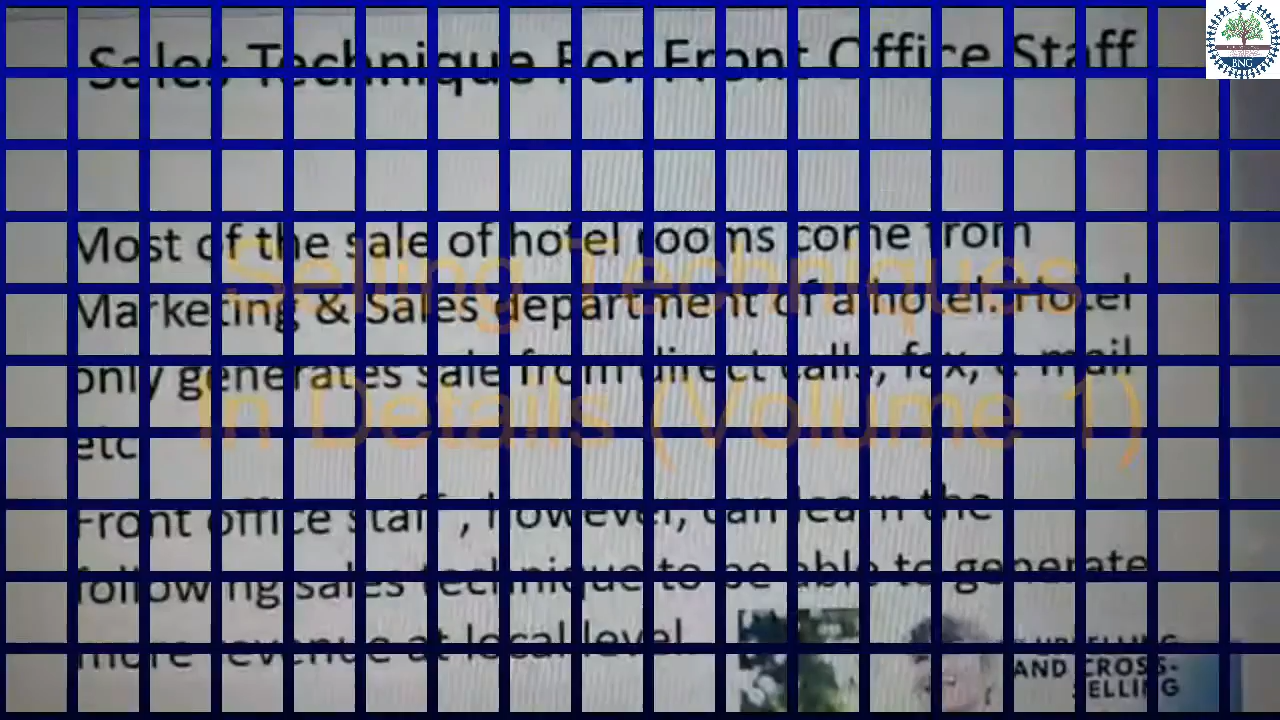 Sales Technique For Front Office Staff
Most of the sale of hotel rooms come from
Marketing & Sales department of a hotel. Hotel
only generates sale from direct calls, fax, e-mail
etc
Front office staff , however, can learn the
following sales technique to be able to generate
more revenue at local level
Selling Techniques
In Details (Volume 1)
UPSELLING
AND CROSS-
SELLING
BNG